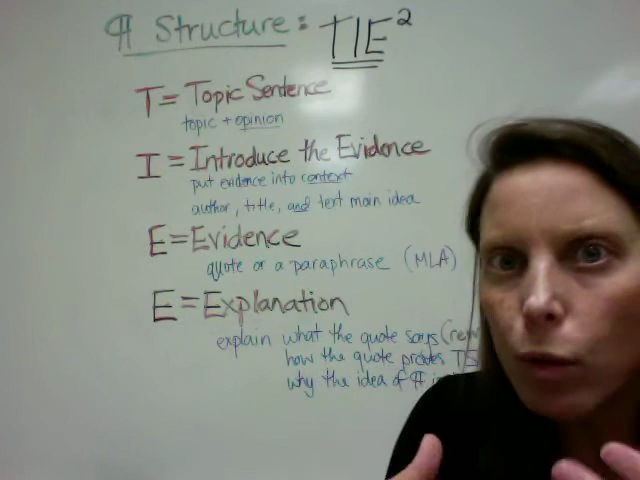 ¶ Structure: TIE²
T = Topic Sentence
topic + opinion
I = Introduce the Evidence
put evidence into context
author, title, and text main idea
E = Evidence
quote or a paraphrase (MLA)
E = Explanation
explain what the quote says
how the quote proves T/S
why the idea of ¶